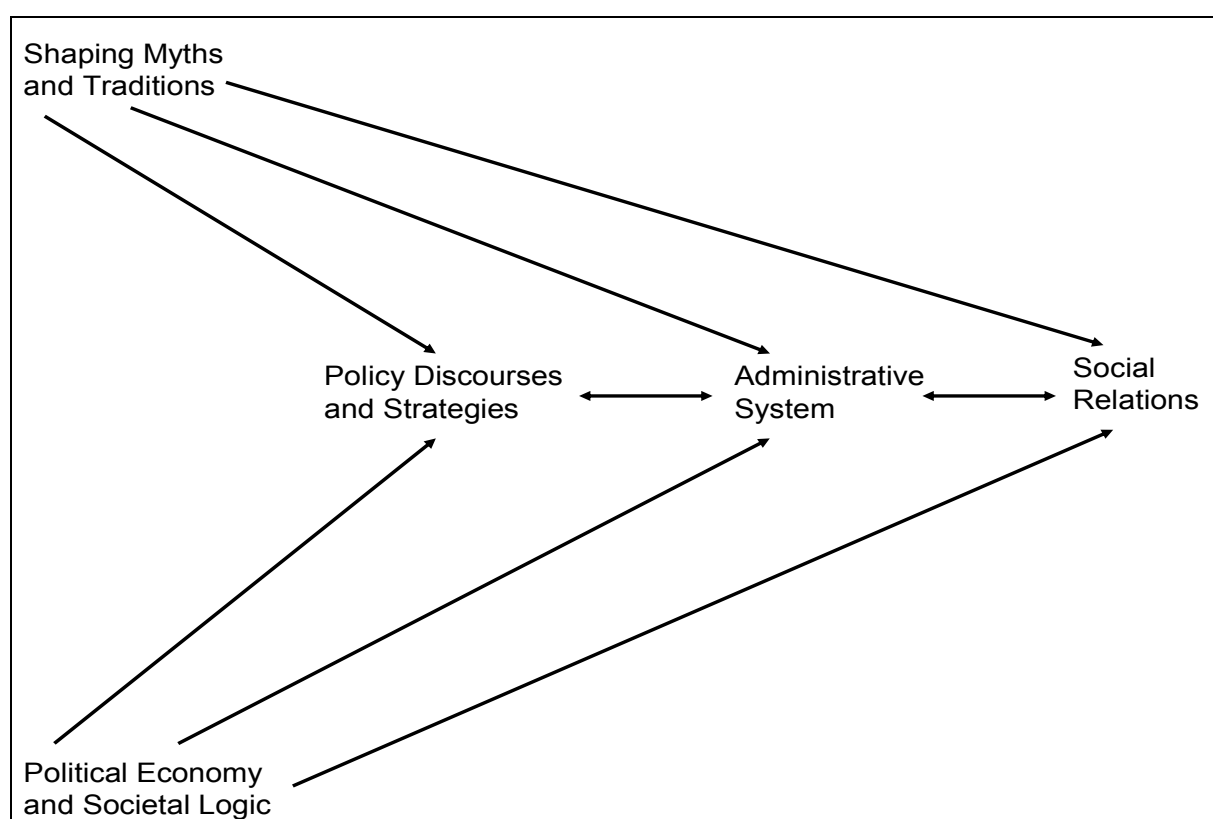 Shaping Myths
and Traditions
Policy Discourses
and Strategies
Administrative
System
Social
Relations
Political Economy
and Societal Logic